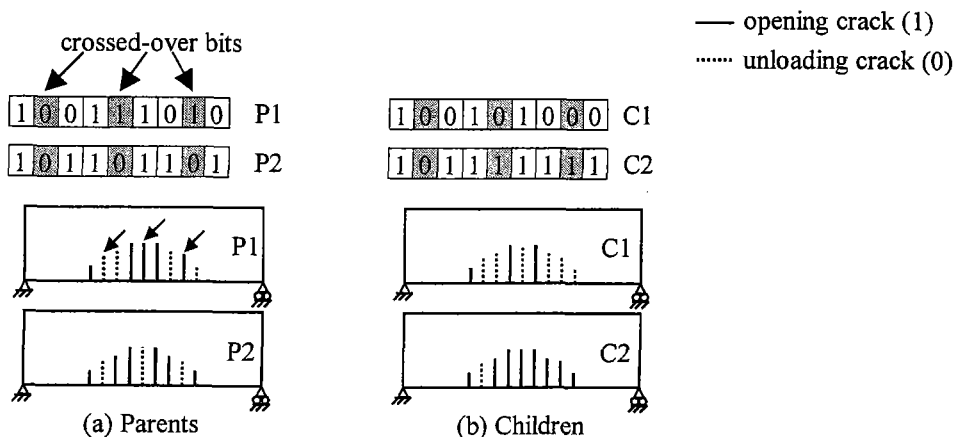 opening crack (1)
unloading crack (0)
crossed-over bits
1 0 0 1 1 1 0 1 0 P1
1 0 1 1 0 1 1 0 1 P2
P1
P2
(a) Parents
1 0 0 1 0 1 0 0 0 C1
1 0 1 1 1 1 1 1 1 C2
C1
C2
(b) Children